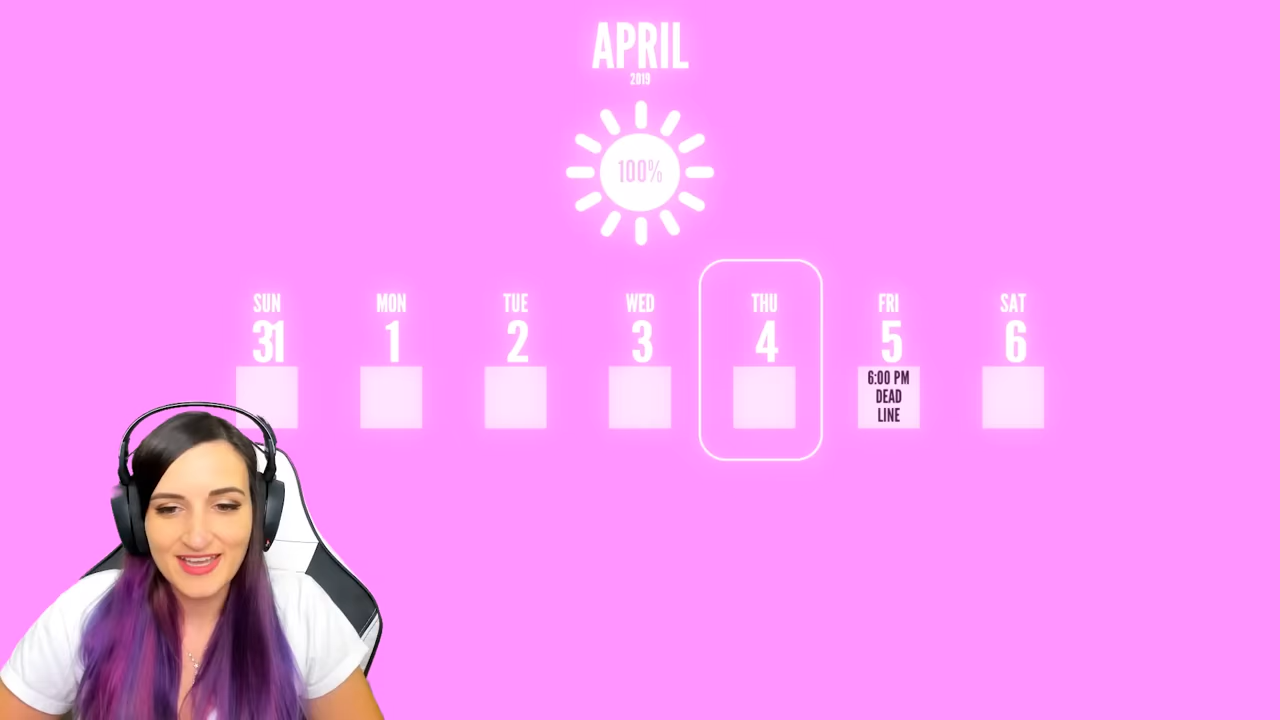 APRIL
2019
100%
SUN MON TUE WED THU FRI SAT
31 1 2 3 4 5 6
6:00 PM
DEAD
LINE